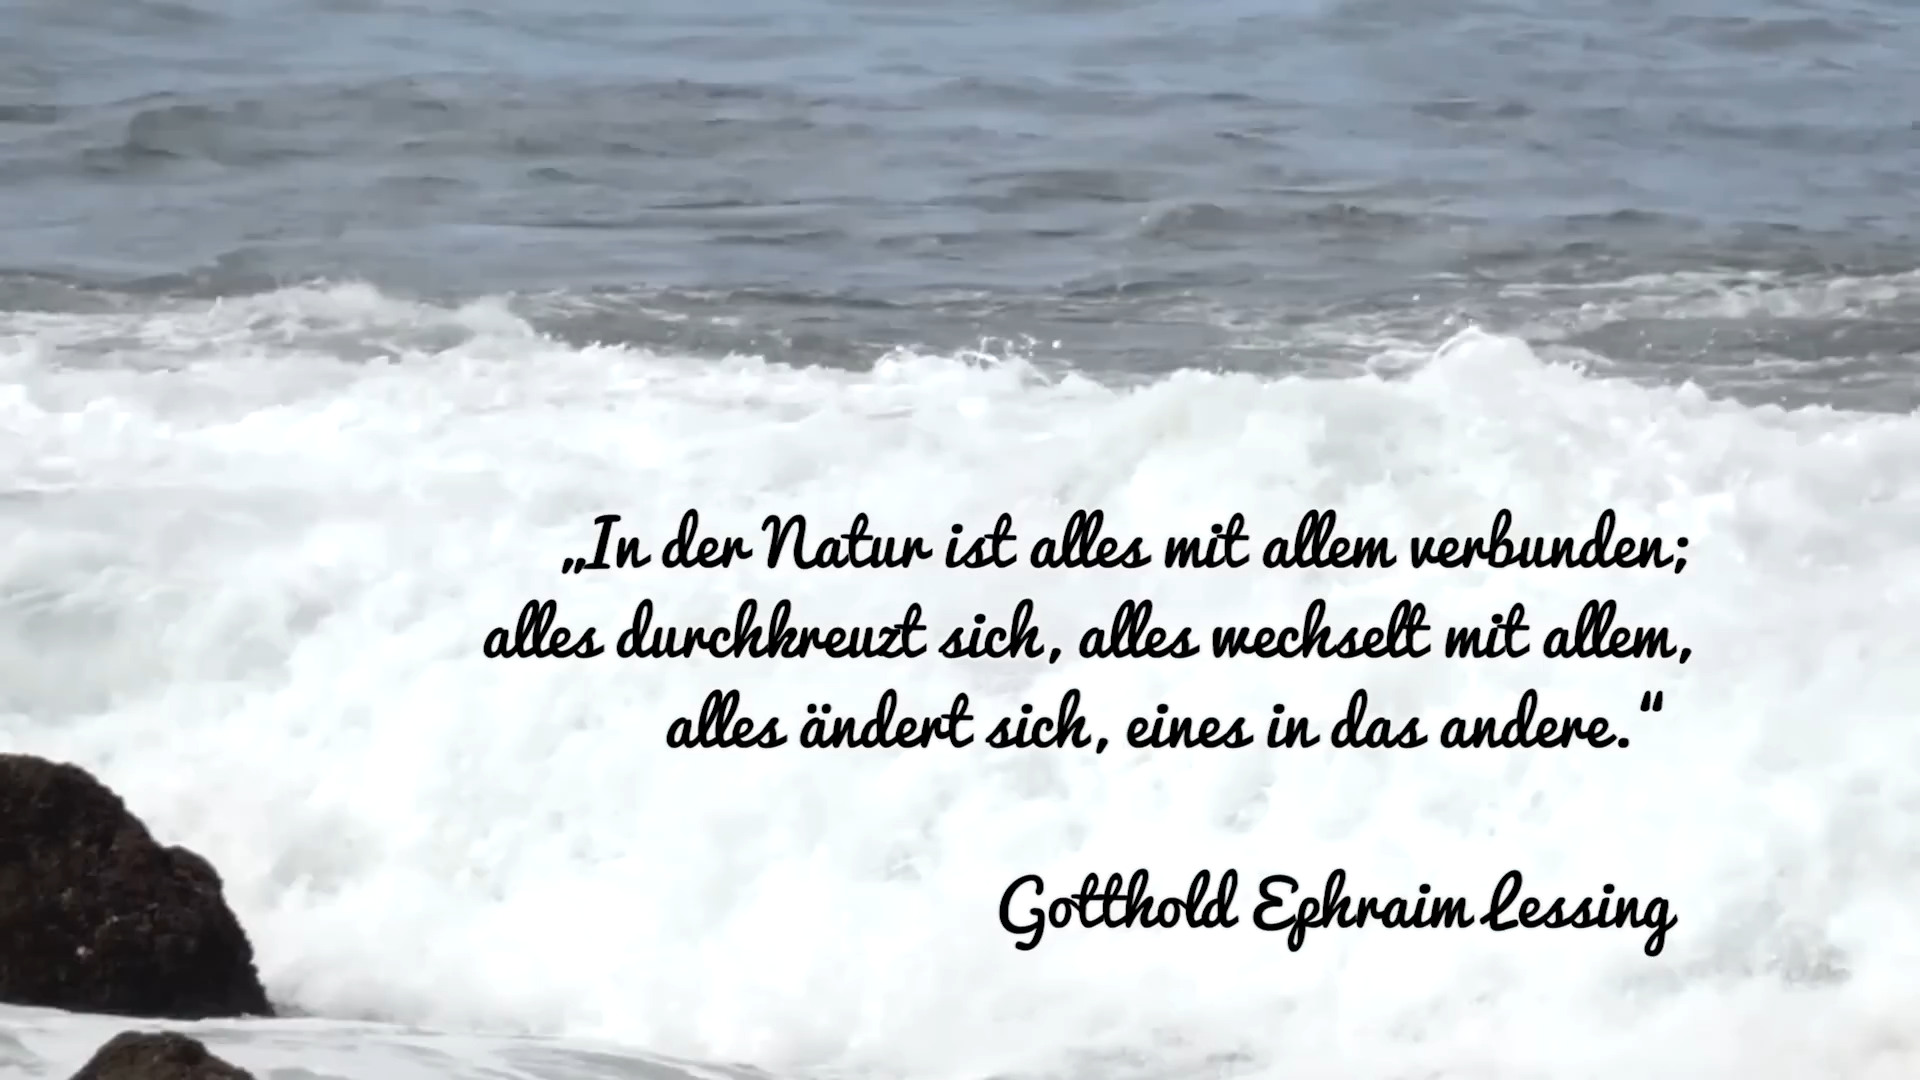 „In der Natur ist alles mit allem verbunden;
alles durchkreuzt sich, alles wechselt mit allem,
alles ändert sich, eines in das andere.“
Gotthold Ephraim Lessing